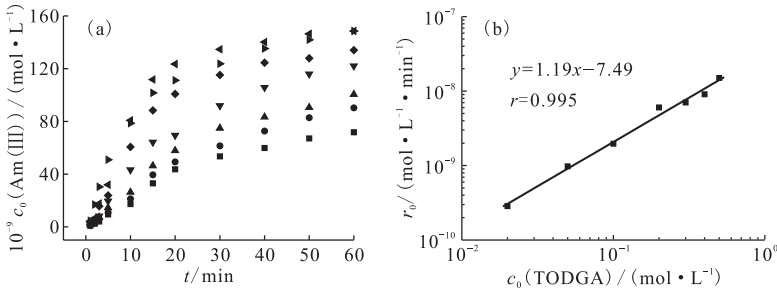 (a)
160
120
80
40
0
10⁻⁹ c₀(Am(III))/(mol·L⁻¹)
0 10 20 30 40 50 60
t/min
(b)
y=1.19x−7.49
r=0.995
10⁻⁷
10⁻⁸
10⁻⁹
10⁻¹⁰
r₀/(mol·L⁻¹·min⁻¹)
10⁻² 10⁻¹ 10⁰
c₀(TODGA)/(mol·L⁻¹)